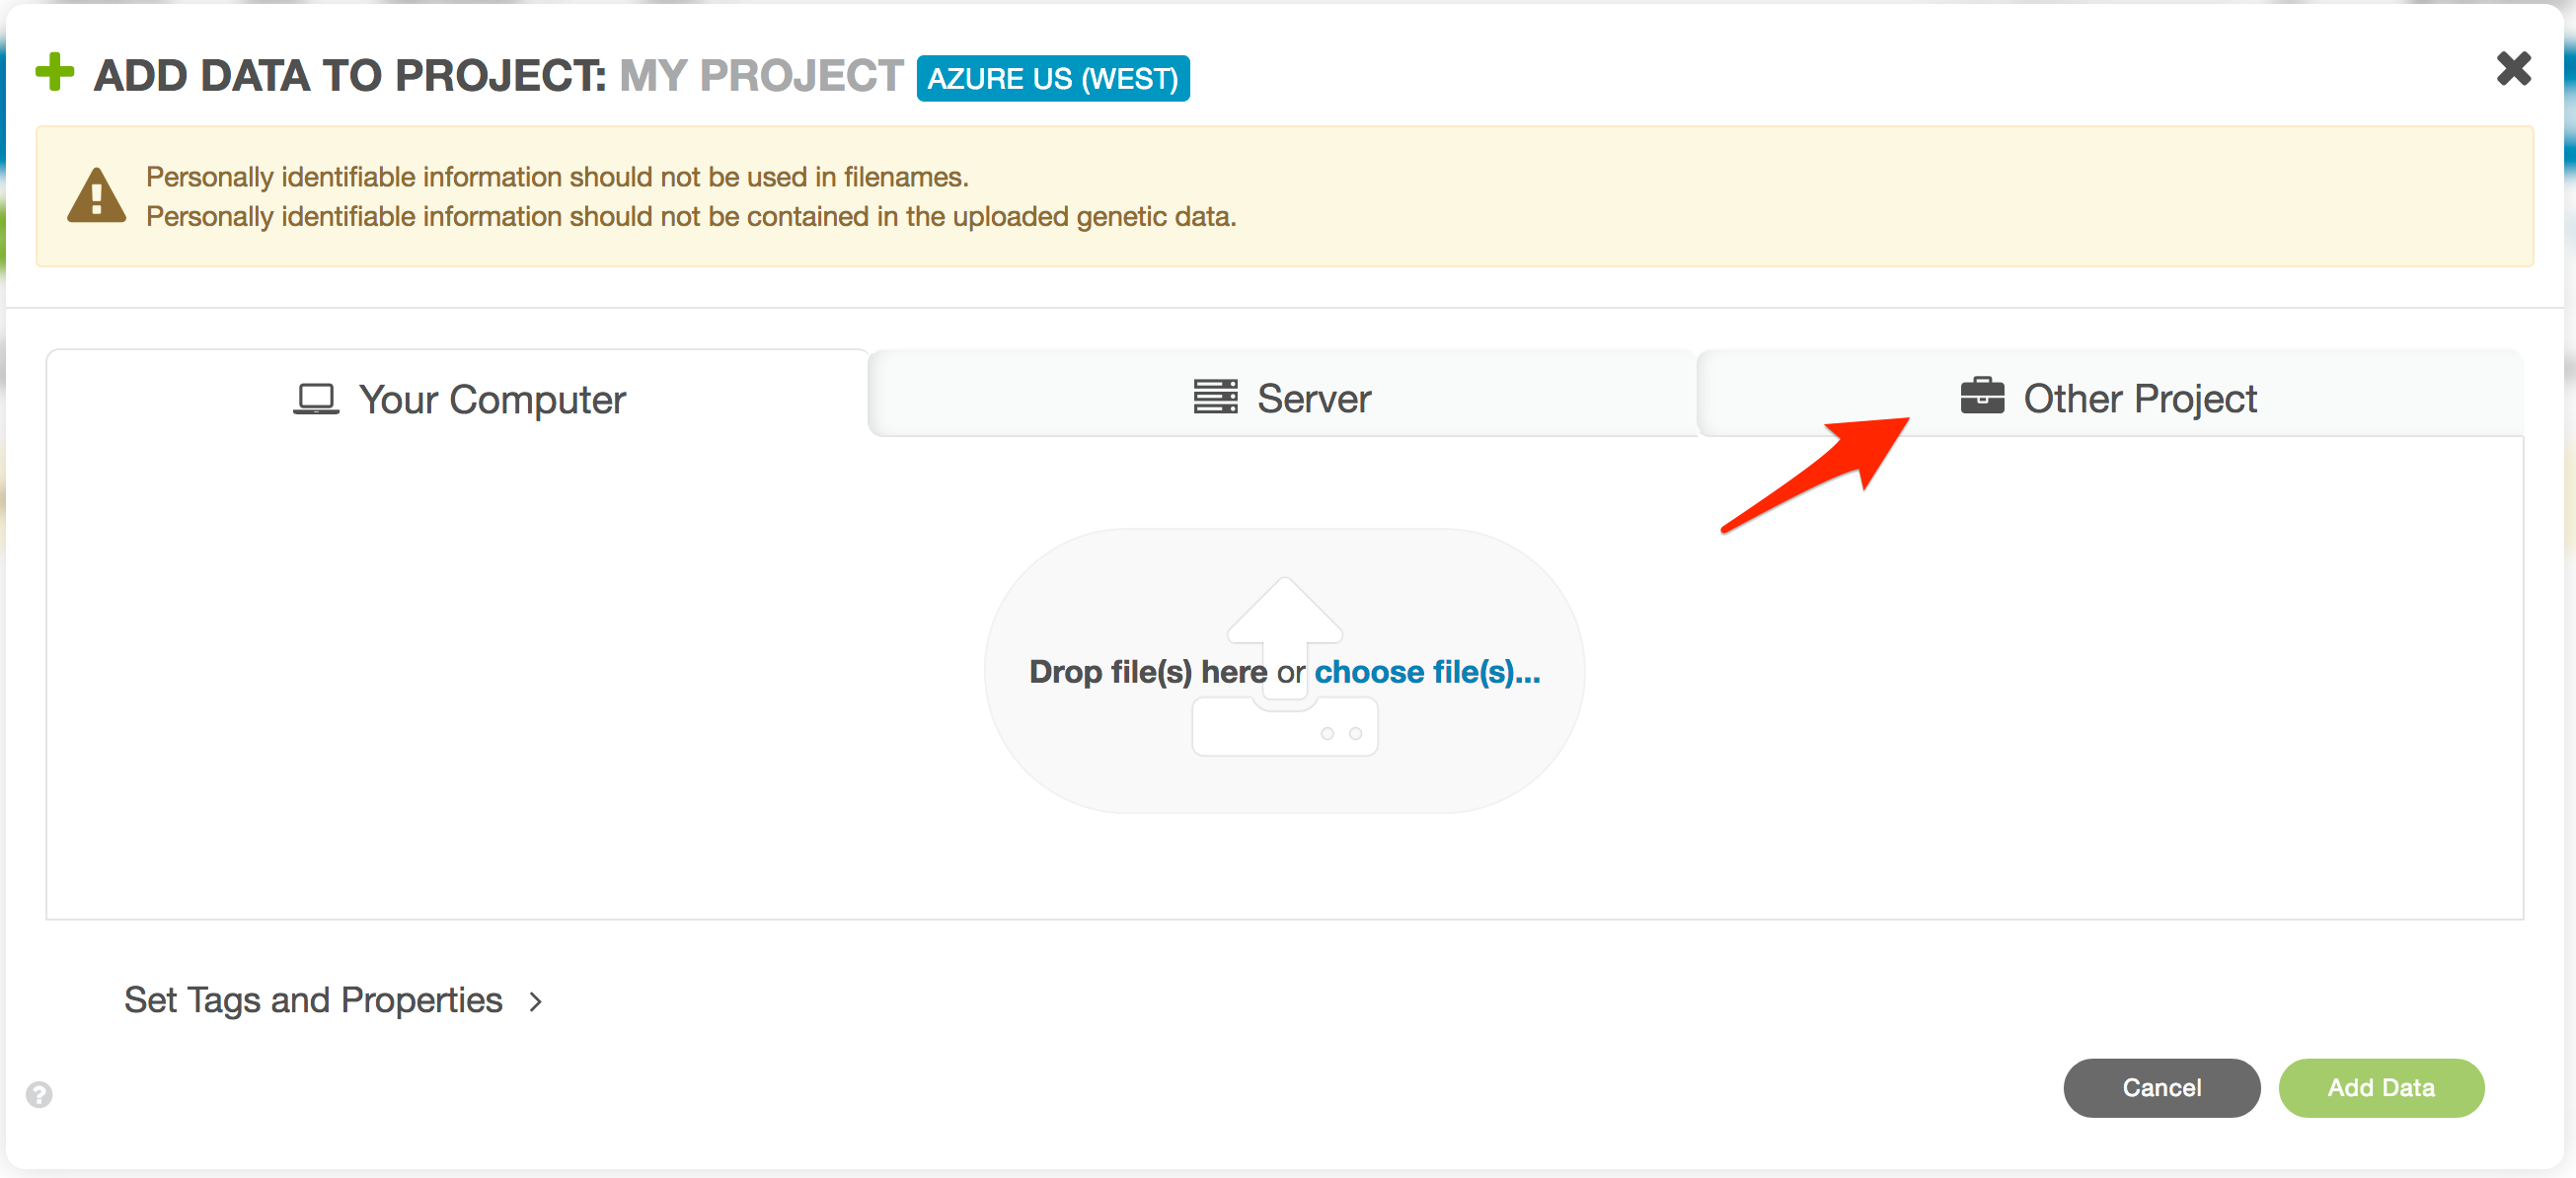 ADD DATA TO PROJECT: MY PROJECT AZURE US (WEST)
Personally identifiable information should not be used in filenames.
Personally identifiable information should not be contained in the uploaded genetic data.
Your Computer
Server
Other Project
Drop file(s) here or choose file(s)...
Set Tags and Properties
?
Cancel
Add Data